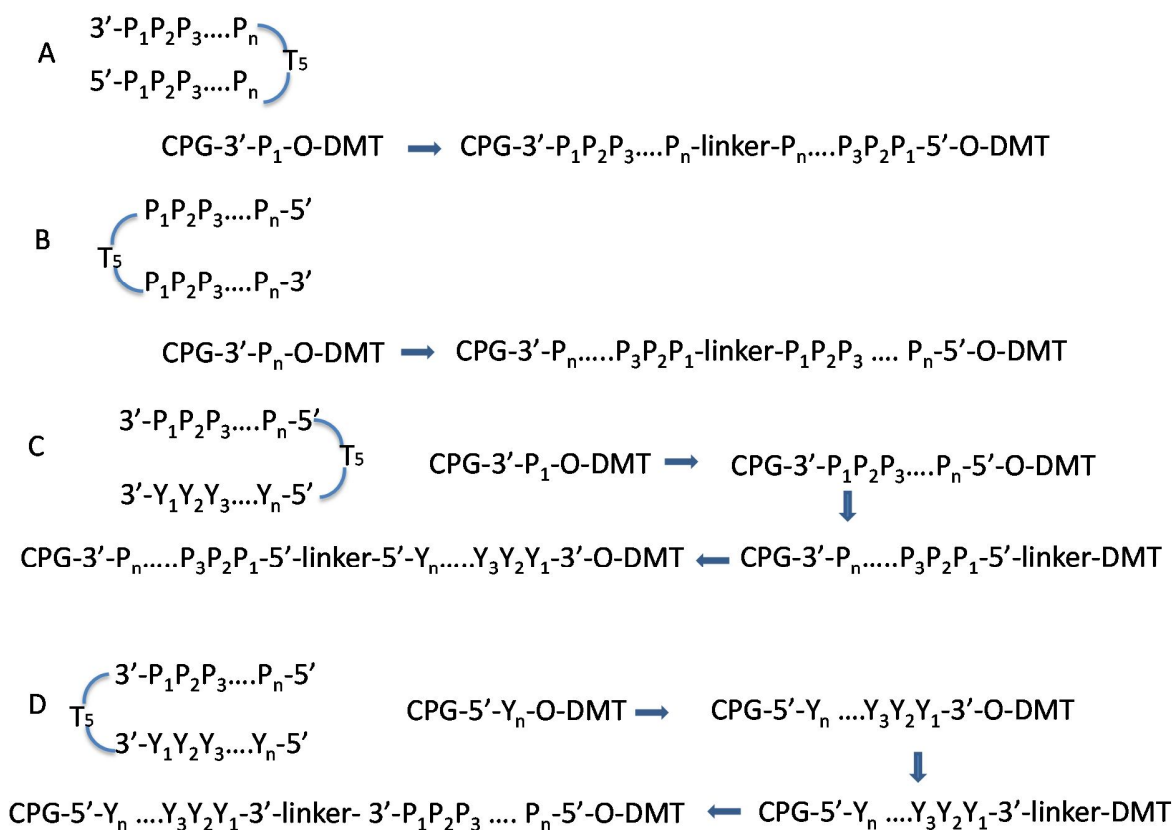 A
3'-P₁P₂P₃....Pₙ
T₅
5'-P₁P₂P₃....Pₙ
CPG-3'-P₁-O-DMT
CPG-3'-P₁P₂P₃....Pₙ-linker-Pₙ....P₃P₂P₁-5'-O-DMT
B
P₁P₂P₃....Pₙ-5'
T₅
P₁P₂P₃....Pₙ-3'
CPG-3'-Pₙ-O-DMT
CPG-3'-Pₙ.....P₃P₂P₁-linker-P₁P₂P₃ .... Pₙ-5'-O-DMT
C
3'-P₁P₂P₃....Pₙ-5'
T₅
3'-Y₁Y₂Y₃....Yₙ-5'
CPG-3'-P₁-O-DMT
CPG-3'-P₁P₂P₃....Pₙ-5'-O-DMT
CPG-3'-Pₙ.....P₃P₂P₁-5'-linker-5'-Yₙ.....Y₃Y₂Y₁-3'-O-DMT
CPG-3'-Pₙ.....P₃P₂P₁-5'-linker-DMT
D
3'-P₁P₂P₃....Pₙ-5'
T₅
3'-Y₁Y₂Y₃....Yₙ-5'
CPG-5'-Yₙ-O-DMT
CPG-5'-Yₙ ....Y₃Y₂Y₁-3'-O-DMT
CPG-5'-Yₙ ....Y₃Y₂Y₁-3'-linker- 3'-P₁P₂P₃ .... Pₙ-5'-O-DMT
CPG-5'-Yₙ ....Y₃Y₂Y₁-3'-linker-DMT